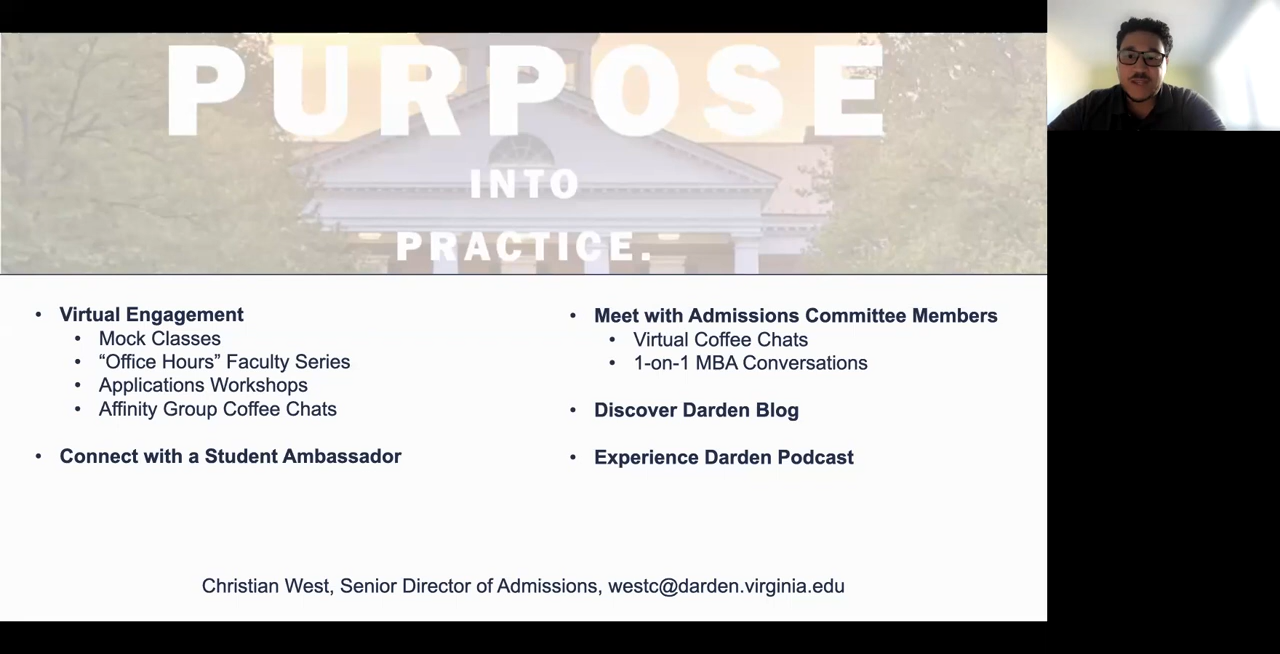 PURPOSE
INTO
PRACTICE.
• Virtual Engagement
• Mock Classes
• “Office Hours” Faculty Series
• Applications Workshops
• Affinity Group Coffee Chats
• Connect with a Student Ambassador
• Meet with Admissions Committee Members
• Virtual Coffee Chats
• 1-on-1 MBA Conversations
• Discover Darden Blog
• Experience Darden Podcast
Christian West, Senior Director of Admissions, westc@darden.virginia.edu